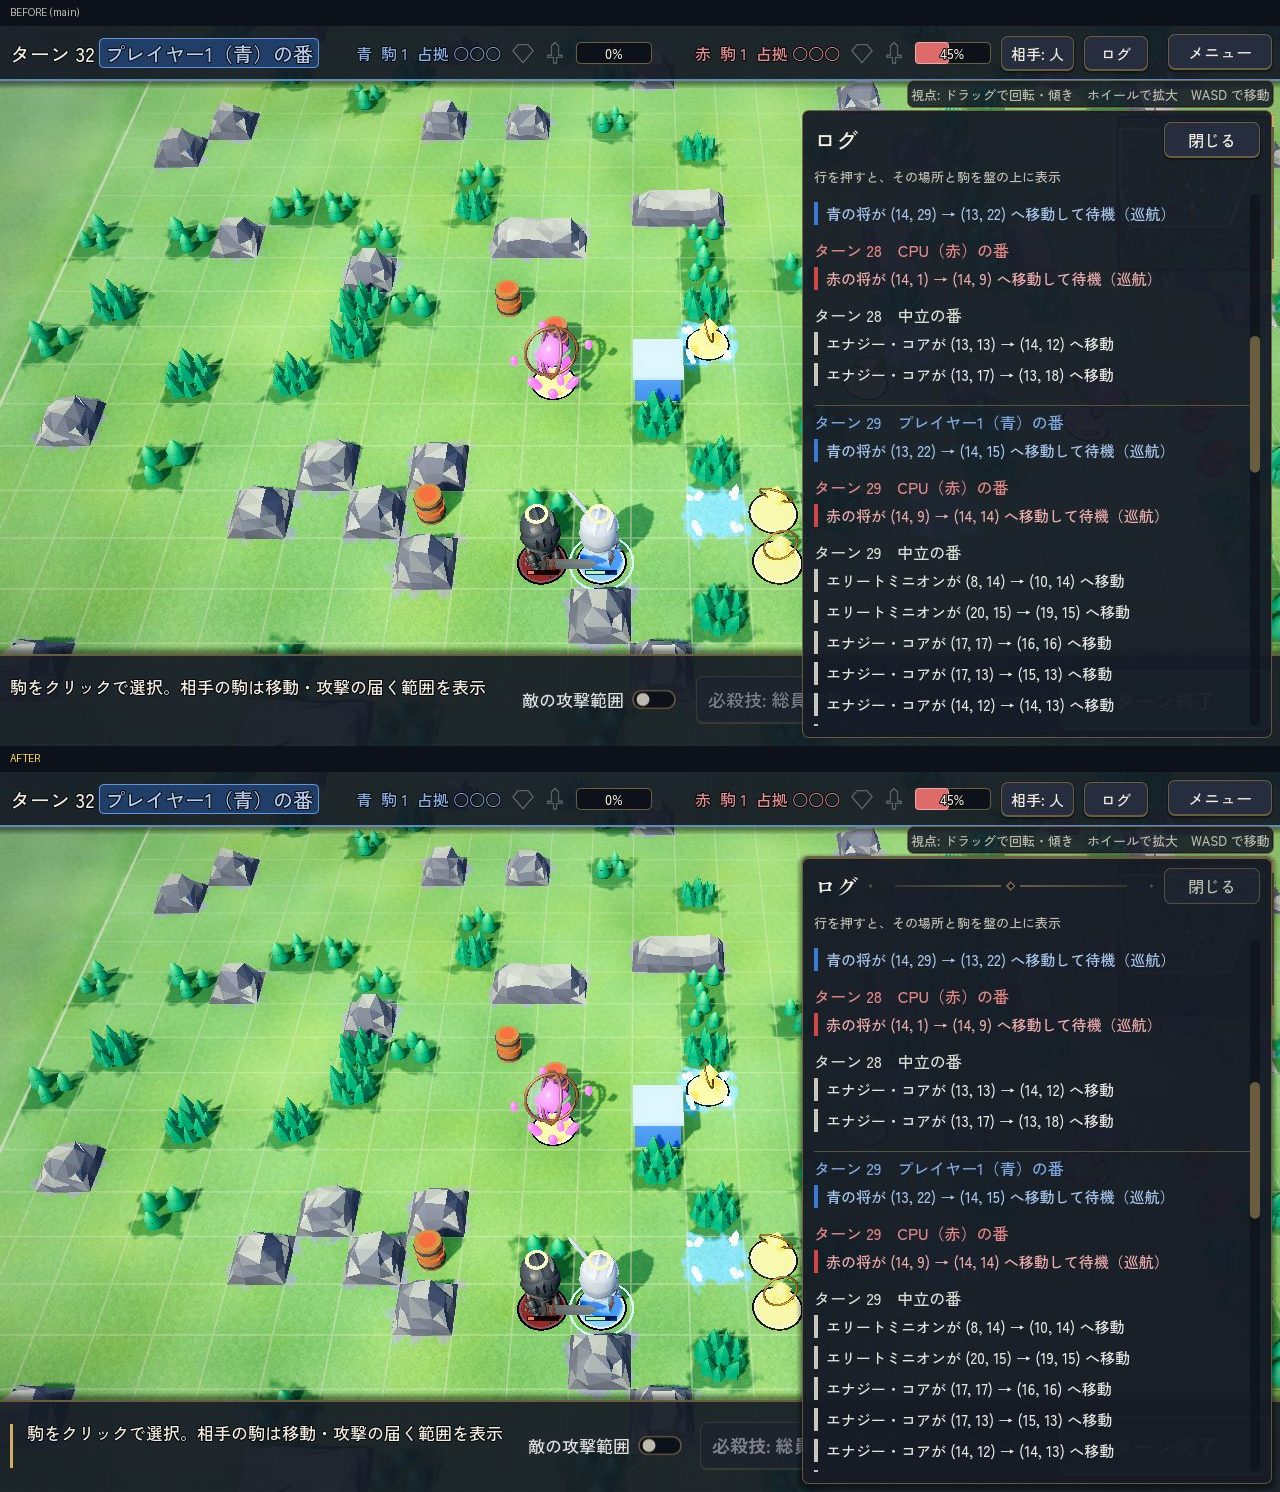 BEFORE (main)
ターン 32 プレイヤー1（青）の番 青 駒 1 占拠 〇〇〇 0% 赤 駒 1 占拠 〇〇〇 45% 相手: 人 ログ メニュー
視点: ドラッグで回転・傾き ホイールで拡大 WASD で移動
ログ 閉じる
行を押すと、その場所と駒を盤の上に表示
青の将が (14, 29) → (13, 22) へ移動して待機（巡航）
ターン 28 CPU（赤）の番
赤の将が (14, 1) → (14, 9) へ移動して待機（巡航）
ターン 28 中立の番
エナジー・コアが (13, 13) → (14, 12) へ移動
エナジー・コアが (13, 17) → (13, 18) へ移動
ターン 29 プレイヤー1（青）の番
青の将が (13, 22) → (14, 15) へ移動して待機（巡航）
ターン 29 CPU（赤）の番
赤の将が (14, 9) → (14, 14) へ移動して待機（巡航）
ターン 29 中立の番
エリートミニオンが (8, 14) → (10, 14) へ移動
エリートミニオンが (20, 15) → (19, 15) へ移動
エナジー・コアが (17, 17) → (16, 16) へ移動
エナジー・コアが (17, 13) → (15, 13) へ移動
エナジー・コアが (14, 12) → (14, 13) へ移動
駒をクリックで選択。相手の駒は移動・攻撃の届く範囲を表示
敵の攻撃範囲 必殺技: 総員 ターン終了
AFTER
ターン 32 プレイヤー1（青）の番 青 駒 1 占拠 〇〇〇 0% 赤 駒 1 占拠 〇〇〇 45% 相手: 人 ログ メニュー
視点: ドラッグで回転・傾き ホイールで拡大 WASD で移動
ログ 閉じる
行を押すと、その場所と駒を盤の上に表示
青の将が (14, 29) → (13, 22) へ移動して待機（巡航）
ターン 28 CPU（赤）の番
赤の将が (14, 1) → (14, 9) へ移動して待機（巡航）
ターン 28 中立の番
エナジー・コアが (13, 13) → (14, 12) へ移動
エナジー・コアが (13, 17) → (13, 18) へ移動
ターン 29 プレイヤー1（青）の番
青の将が (13, 22) → (14, 15) へ移動して待機（巡航）
ターン 29 CPU（赤）の番
赤の将が (14, 9) → (14, 14) へ移動して待機（巡航）
ターン 29 中立の番
エリートミニオンが (8, 14) → (10, 14) へ移動
エリートミニオンが (20, 15) → (19, 15) へ移動
エナジー・コアが (17, 17) → (16, 16) へ移動
エナジー・コアが (17, 13) → (15, 13) へ移動
エナジー・コアが (14, 12) → (14, 13) へ移動
駒をクリックで選択。相手の駒は移動・攻撃の届く範囲を表示
敵の攻撃範囲 必殺技: 総員 ターン終了